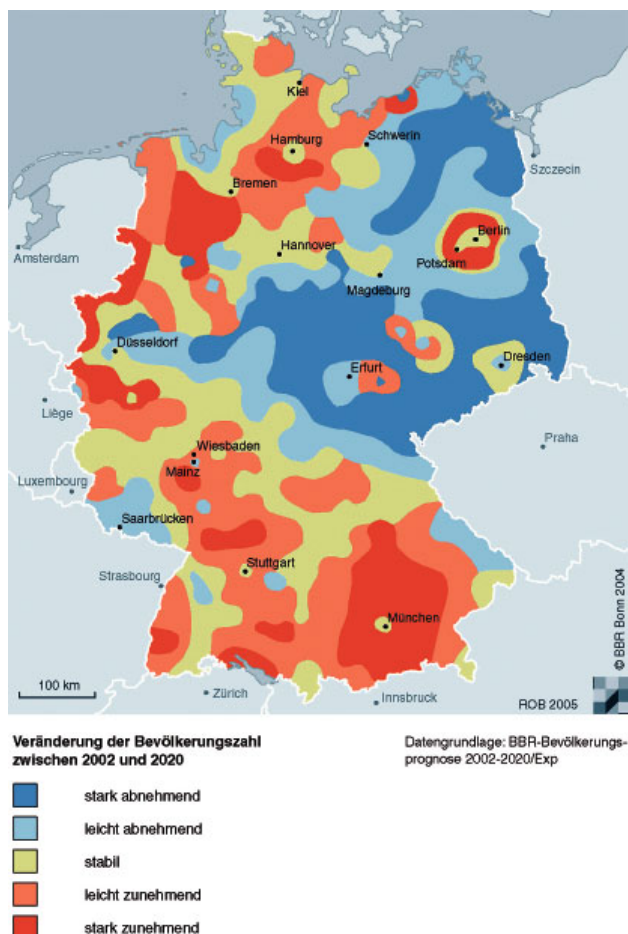 Kiel
Hamburg
Schwerin
Szczecin
Bremen
Amsterdam
Hannover
Berlin
Potsdam
Magdeburg
Düsseldorf
Erfurt
Dresden
Liège
Wiesbaden
Praha
Mainz
Luxembourg
Saarbrücken
Stuttgart
Strasbourg
München
100 km
Zürich
Innsbruck
ROB 2005
© BBR Bonn 2004
Veränderung der Bevölkerungszahl
zwischen 2002 und 2020
Datengrundlage: BBR-Bevölkerungs-
prognose 2002-2020/Exp
stark abnehmend
leicht abnehmend
stabil
leicht zunehmend
stark zunehmend